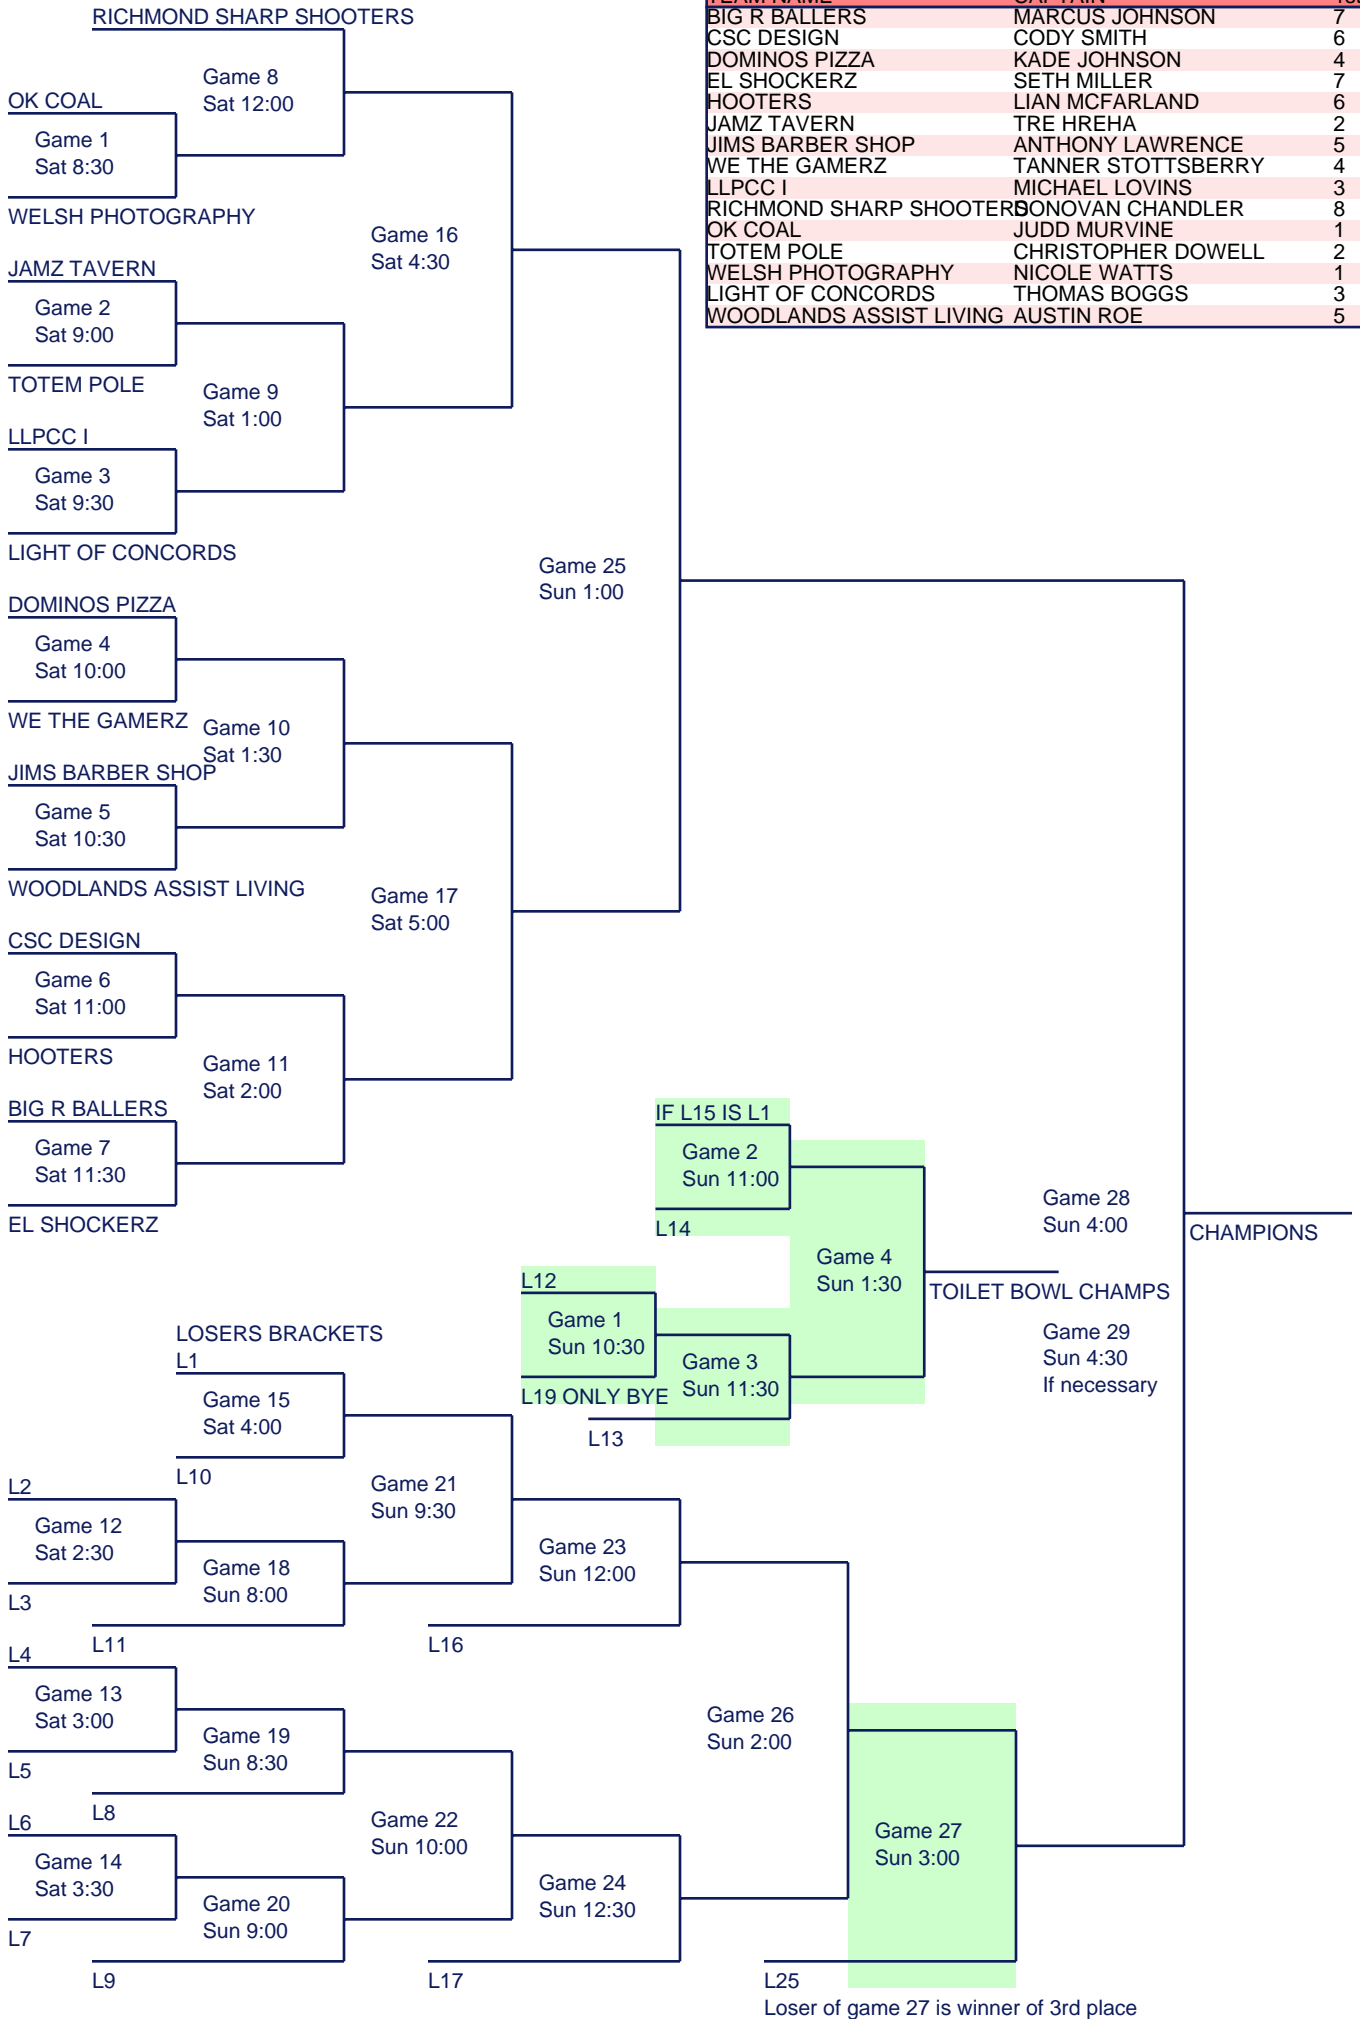 RICHMOND SHARP SHOOTERS
Game 8
Sat 12:00
OK COAL
Game 1
Sat 8:30
WELSH PHOTOGRAPHY
Game 16
Sat 4:30
JAMZ TAVERN
Game 2
Sat 9:00
TOTEM POLE
Game 9
Sat 1:00
LLPCC I
Game 3
Sat 9:30
LIGHT OF CONCORDS
Game 25
Sun 1:00
DOMINOS PIZZA
Game 4
Sat 10:00
WE THE GAMERZ
Game 10
Sat 1:30
JIMS BARBER SHOP
Game 5
Sat 10:30
WOODLANDS ASSIST LIVING
Game 17
Sat 5:00
CSC DESIGN
Game 6
Sat 11:00
HOOTERS
Game 11
Sat 2:00
BIG R BALLERS
Game 7
Sat 11:30
EL SHOCKERZ
TEAM NAME CAPTAIN
BIG R BALLERS MARCUS JOHNSON 7
CSC DESIGN CODY SMITH 6
DOMINOS PIZZA KADE JOHNSON 4
EL SHOCKERZ SETH MILLER 7
HOOTERS LIAN MCFARLAND 6
JAMZ TAVERN TRE HREHA 2
JIMS BARBER SHOP ANTHONY LAWRENCE 5
WE THE GAMERZ TANNER STOTTSBERRY 4
LLPCC I MICHAEL LOVINS 3
RICHMOND SHARP SHOOTERS DONOVAN CHANDLER 8
OK COAL JUDD MURVINE 1
TOTEM POLE CHRISTOPHER DOWELL 2
WELSH PHOTOGRAPHY NICOLE WATTS 1
LIGHT OF CONCORDS THOMAS BOGGS 3
WOODLANDS ASSIST LIVING AUSTIN ROE 5
IF L15 IS L1
Game 2
Sun 11:00
L14
Game 4
Sun 1:30
L12
Game 1
Sun 10:30
L19 ONLY BYE
Game 3
Sun 11:30
L13
TOILET BOWL CHAMPS
Game 28
Sun 4:00
CHAMPIONS
Game 29
Sun 4:30
If necessary
LOSERS BRACKETS
L1
Game 15
Sat 4:00
L10
Game 21
Sun 9:30
L2
Game 12
Sat 2:30
L3
Game 18
Sun 8:00
L11
Game 23
Sun 12:00
L16
L4
Game 13
Sat 3:00
L5
Game 19
Sun 8:30
L8
Game 26
Sun 2:00
L6
Game 14
Sat 3:30
L7
Game 22
Sun 10:00
Game 20
Sun 9:00
L9
Game 24
Sun 12:30
L17
Game 27
Sun 3:00
L25
Loser of game 27 is winner of 3rd place